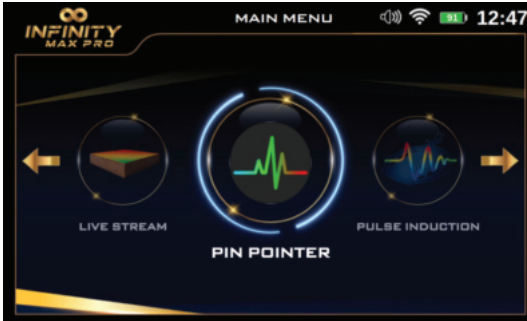 INFINITY
MAX PRO
MAIN MENU
91
12:47
LIVE STREAM
PIN POINTER
PULSE INDUCTION